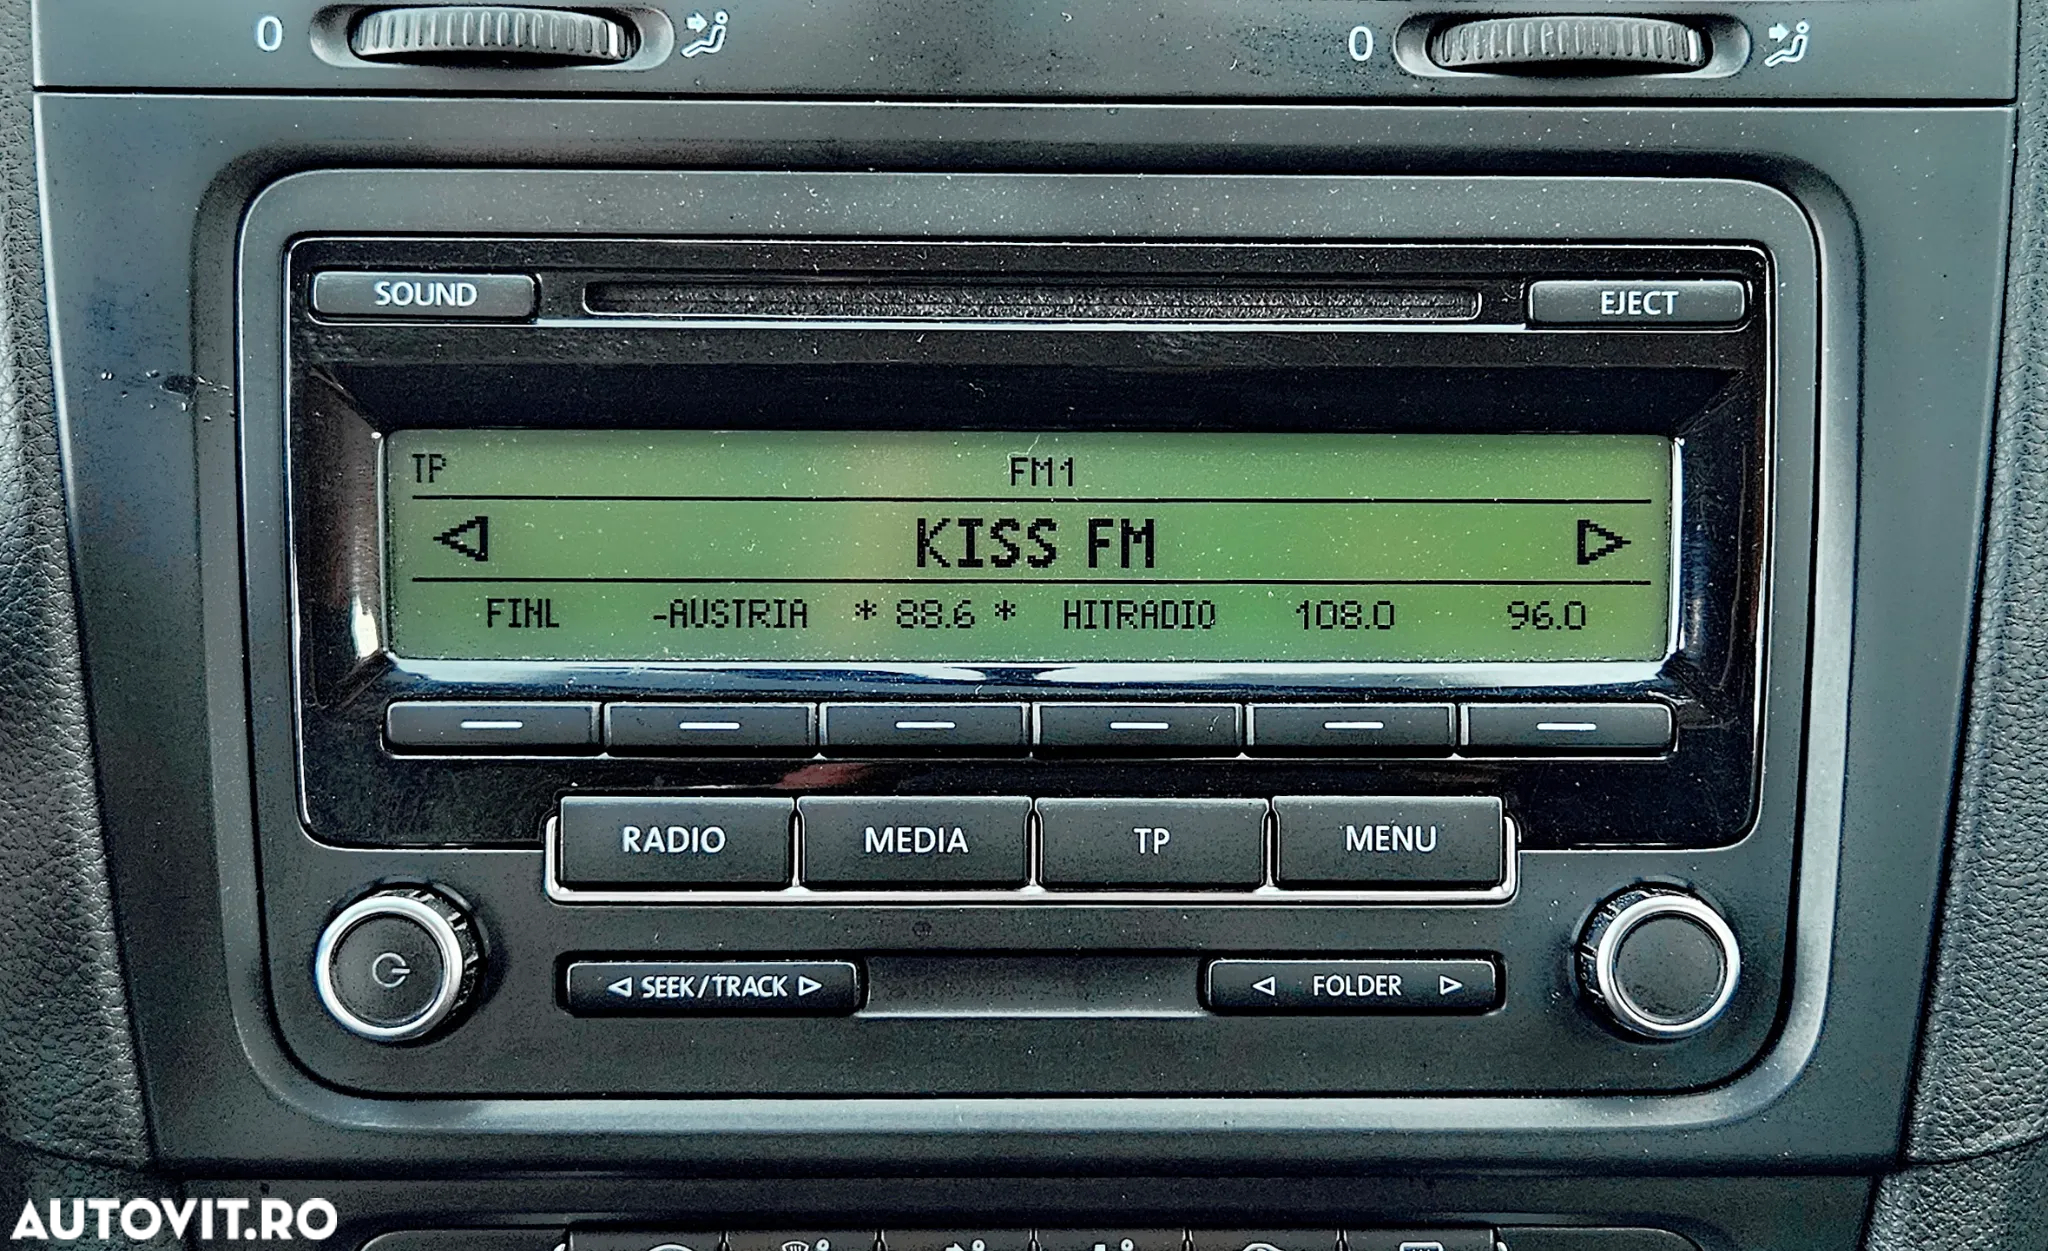 0 0
SOUND EJECT
TP FM1
KISS FM
FINL -AUSTRIA * 88.6 * HITRADIO 108.0 96.0
RADIO MEDIA TP MENU
SEEK/TRACK FOLDER
AUTOVIT.RO